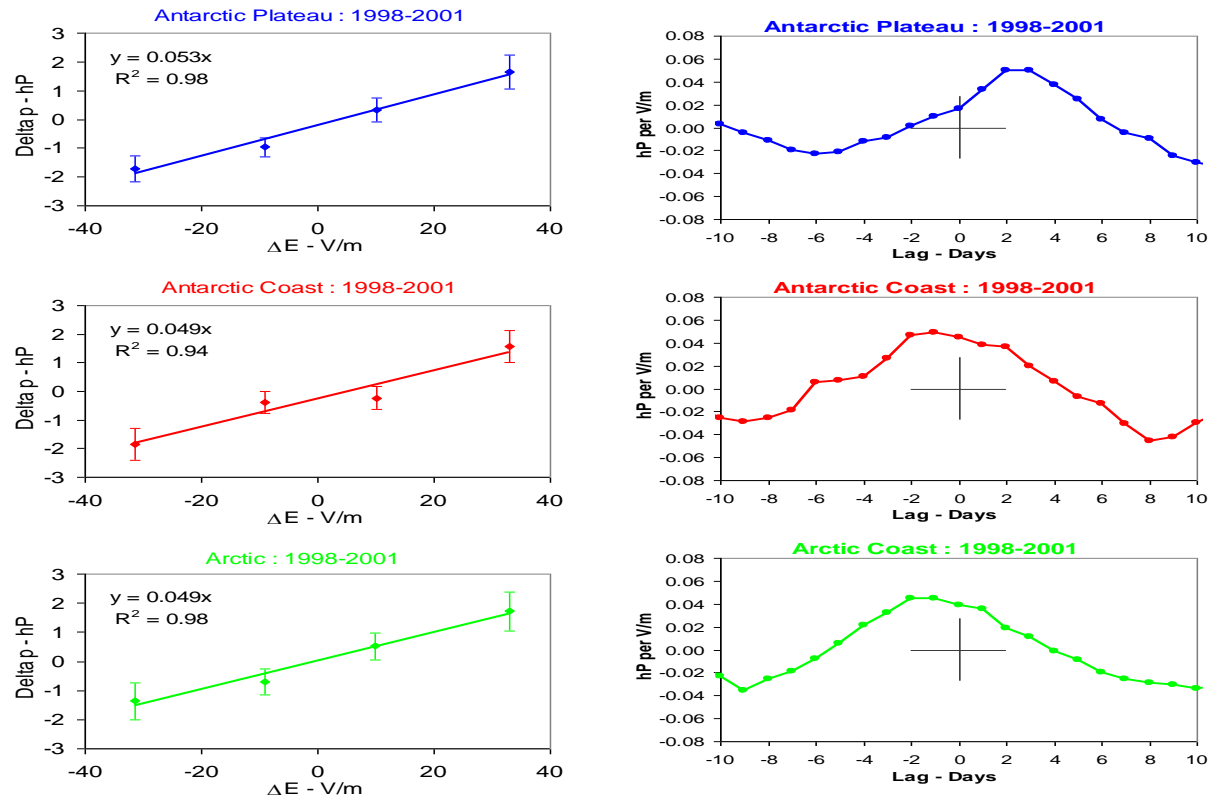 Antarctic Plateau : 1998-2001
3
2
1
0
-1
-2
-3
y = 0.053x
R² = 0.98
Deltap - hP
-40 -20 0 20 40
ΔE - V/m
Antarctic Plateau : 1998-2001
0.08
0.06
0.04
0.02
0.00
-0.02
-0.04
-0.06
-0.08
hP per V/m
-10 -8 -6 -4 -2 0 2 4 6 8 10
Lag - Days
Antarctic Coast : 1998-2001
3
2
1
0
-1
-2
-3
y = 0.049x
R² = 0.94
Deltap - hP
-40 -20 0 20 40
ΔE - V/m
Antarctic Coast : 1998-2001
0.08
0.06
0.04
0.02
0.00
-0.02
-0.04
-0.06
-0.08
hP per V/m
-10 -8 -6 -4 -2 0 2 4 6 8 10
Lag - Days
Arctic : 1998-2001
3
2
1
0
-1
-2
-3
y = 0.049x
R² = 0.98
Deltap - hP
-40 -20 0 20 40
ΔE - V/m
Arctic Coast : 1998-2001
0.08
0.06
0.04
0.02
0.00
-0.02
-0.04
-0.06
-0.08
hP per V/m
-10 -8 -6 -4 -2 0 2 4 6 8 10
Lag - Days